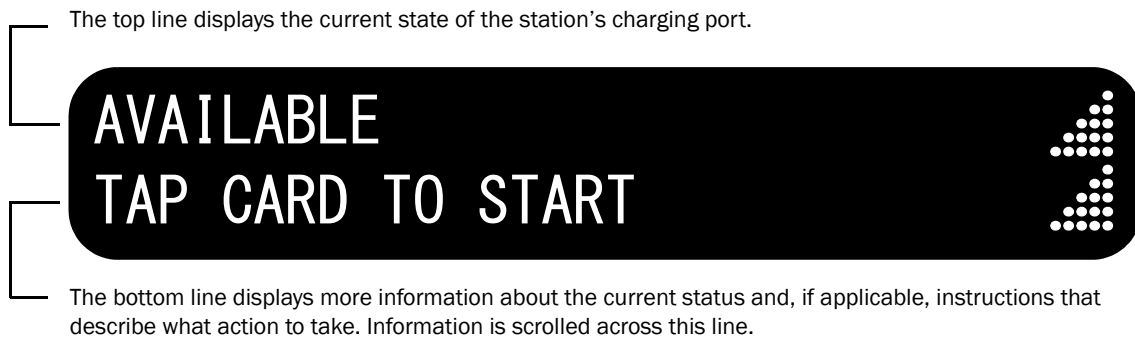 The top line displays the current state of the station’s charging port.
AVAILABLE
TAP CARD TO START
The bottom line displays more information about the current status and, if applicable, instructions that
describe what action to take. Information is scrolled across this line.